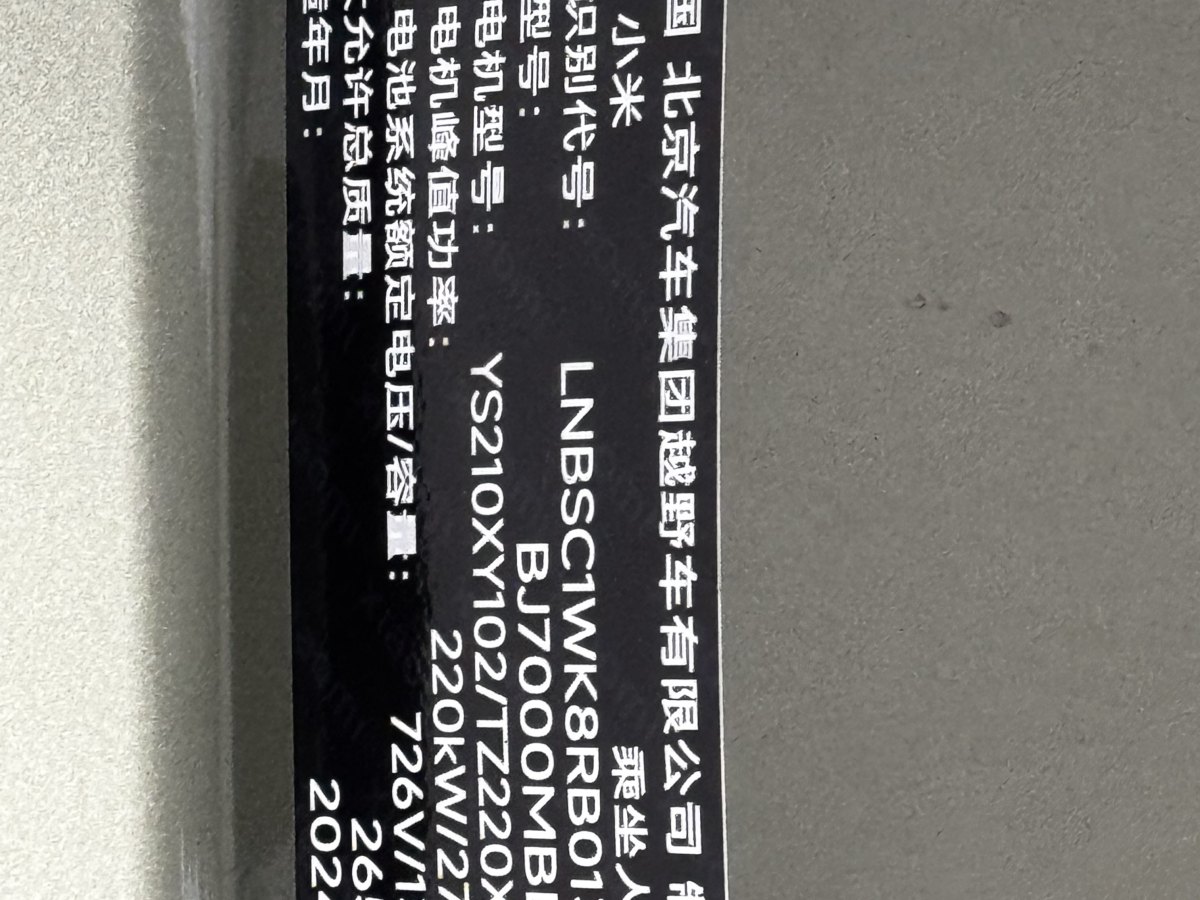 国 北京汽车集团越野车有限公司 制
小米 乘坐人
识别代号: LNBSC1WK8RB01
型号: BJ7000MB
电机型号: YS210XY102/TZ220X
电机峰值功率: 220kW/27
电池系统额定电压/容量: 726V/1
允许总质量: 26
年月: 202